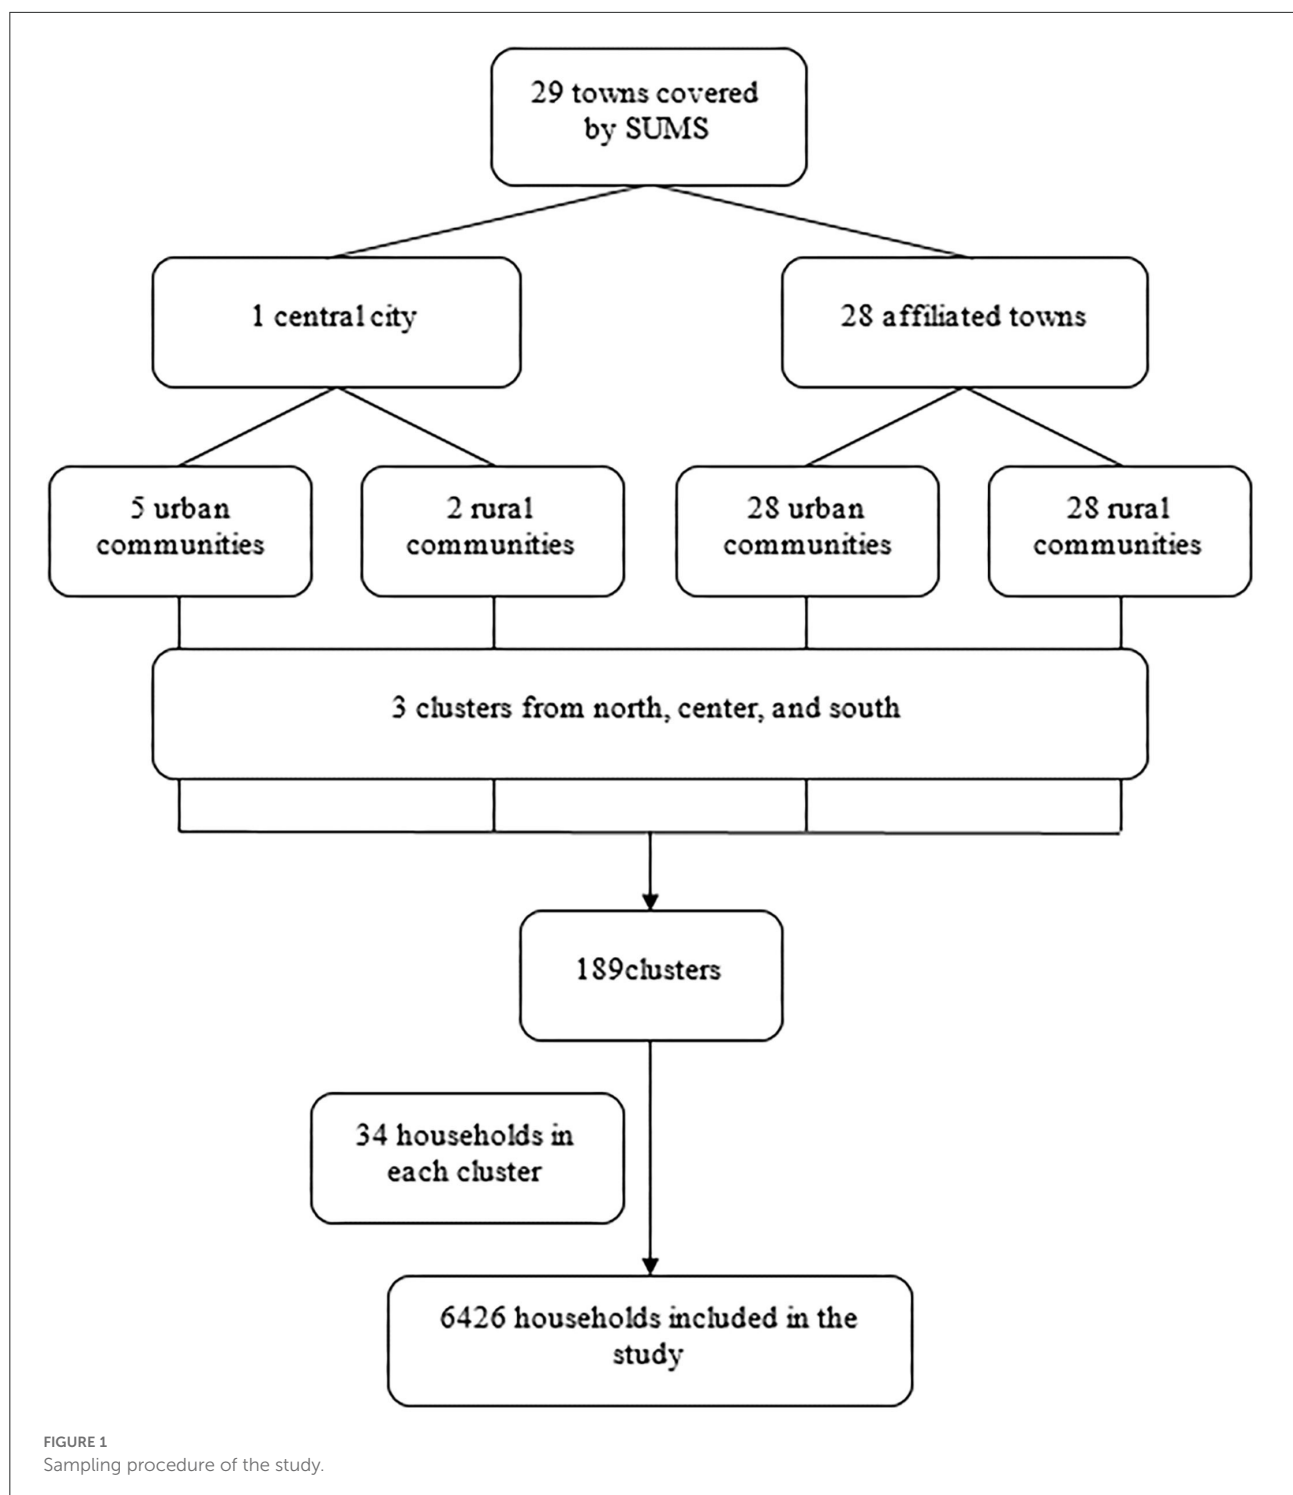 29 towns covered
by SUMS
1 central city
28 affiliated towns
5 urban
communities
2 rural
communities
28 urban
communities
28 rural
communities
3 clusters from north, center, and south
189clusters
34 households in
each cluster
6426 households included in the
study
FIGURE 1
Sampling procedure of the study.